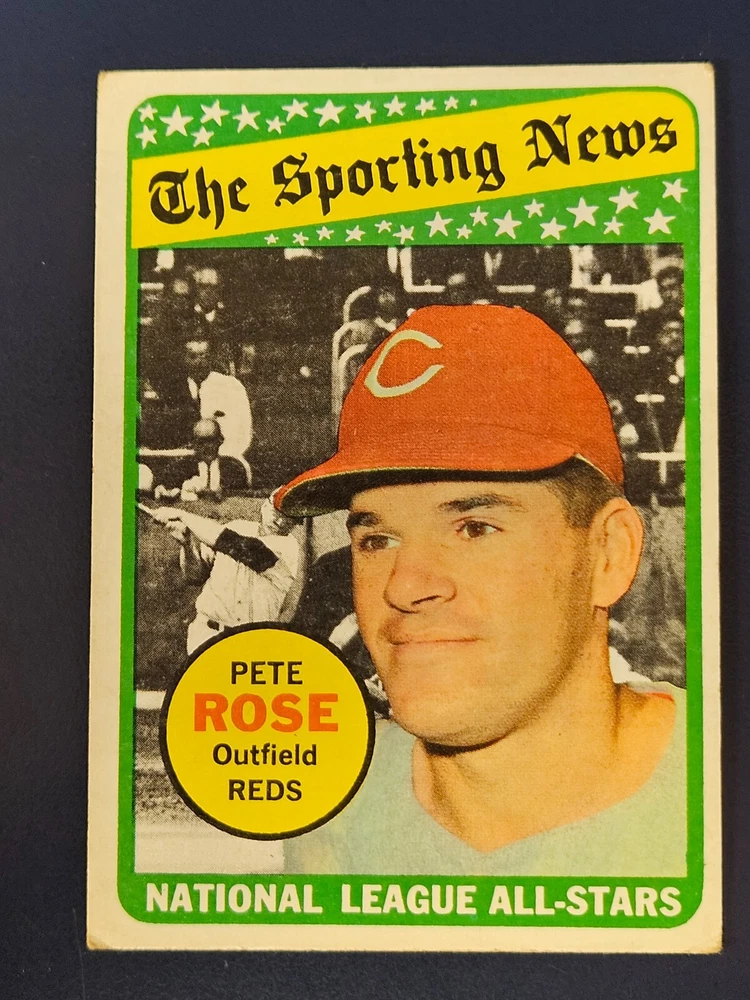 The Sporting News
C
PETE
ROSE
Outfield
REDS
NATIONAL LEAGUE ALL-STARS